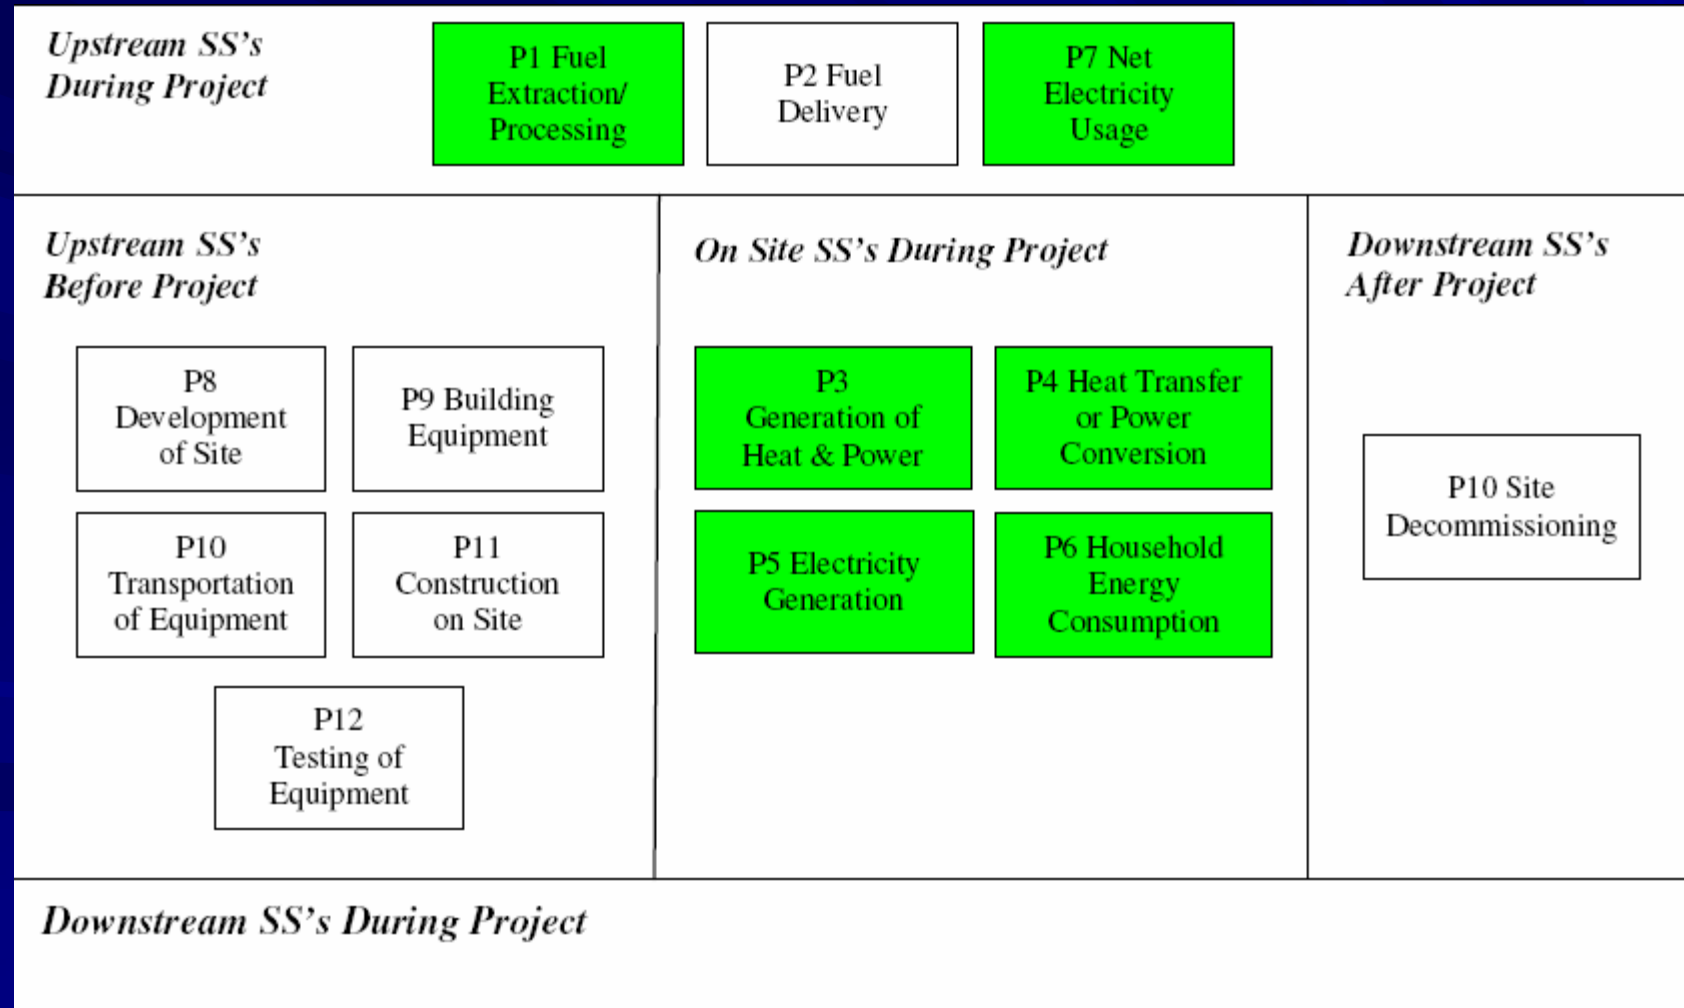 Upstream SS's
During Project
P1 Fuel
Extraction/
Processing
P2 Fuel
Delivery
P7 Net
Electricity
Usage
Upstream SS's
Before Project
P8
Development
of Site
P9 Building
Equipment
P10
Transportation
of Equipment
P11
Construction
on Site
P12
Testing of
Equipment
On Site SS's During Project
P3
Generation of
Heat & Power
P4 Heat Transfer
or Power
Conversion
P5 Electricity
Generation
P6 Household
Energy
Consumption
Downstream SS's
After Project
P10 Site
Decommissioning
Downstream SS's During Project